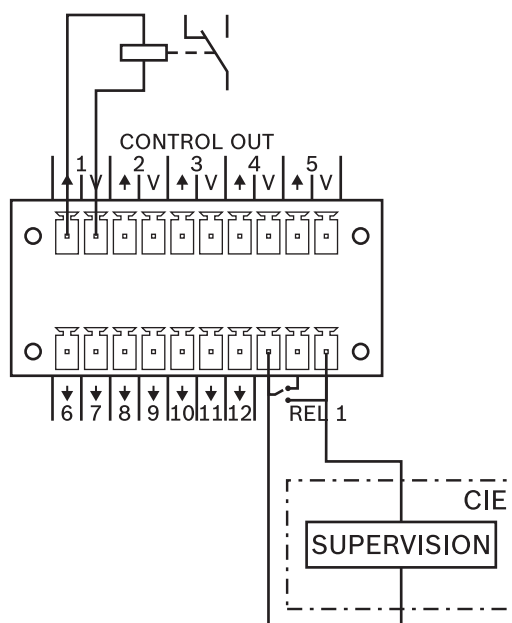 CONTROL OUT
1 2 3 4 5
V V V V V
6 7 8 9 10 11 12 REL 1
CIE
SUPERVISION